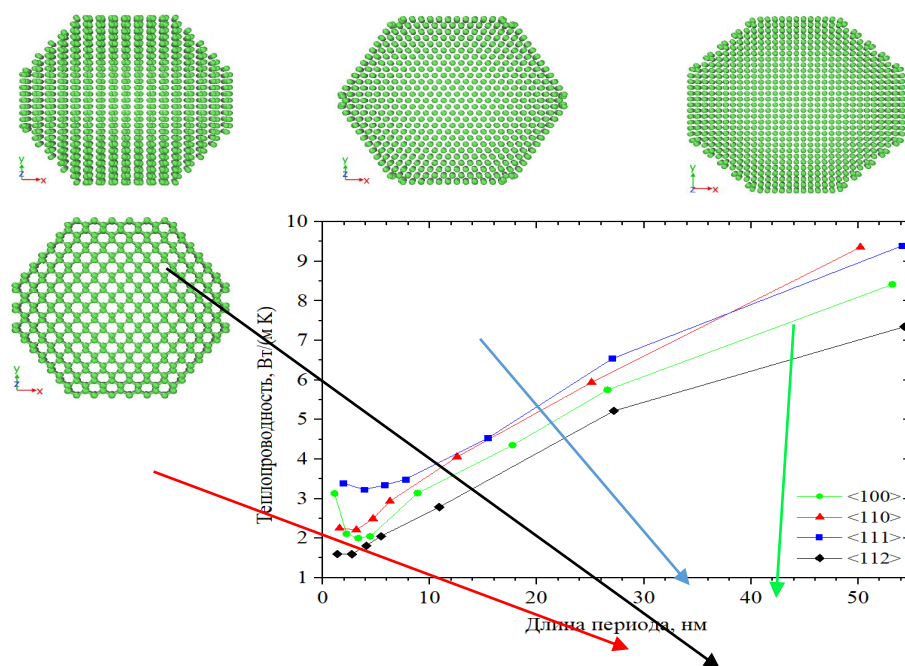 Y
Z X
Y
Z X
Y
Z X
Y
Z X
Теплопроводность, Вт/(м К)
10
9
8
7
6
5
4
3
2
1
<100>
<110>
<111>
<112>
0 10 20 30 40 50
Длина периода, нм